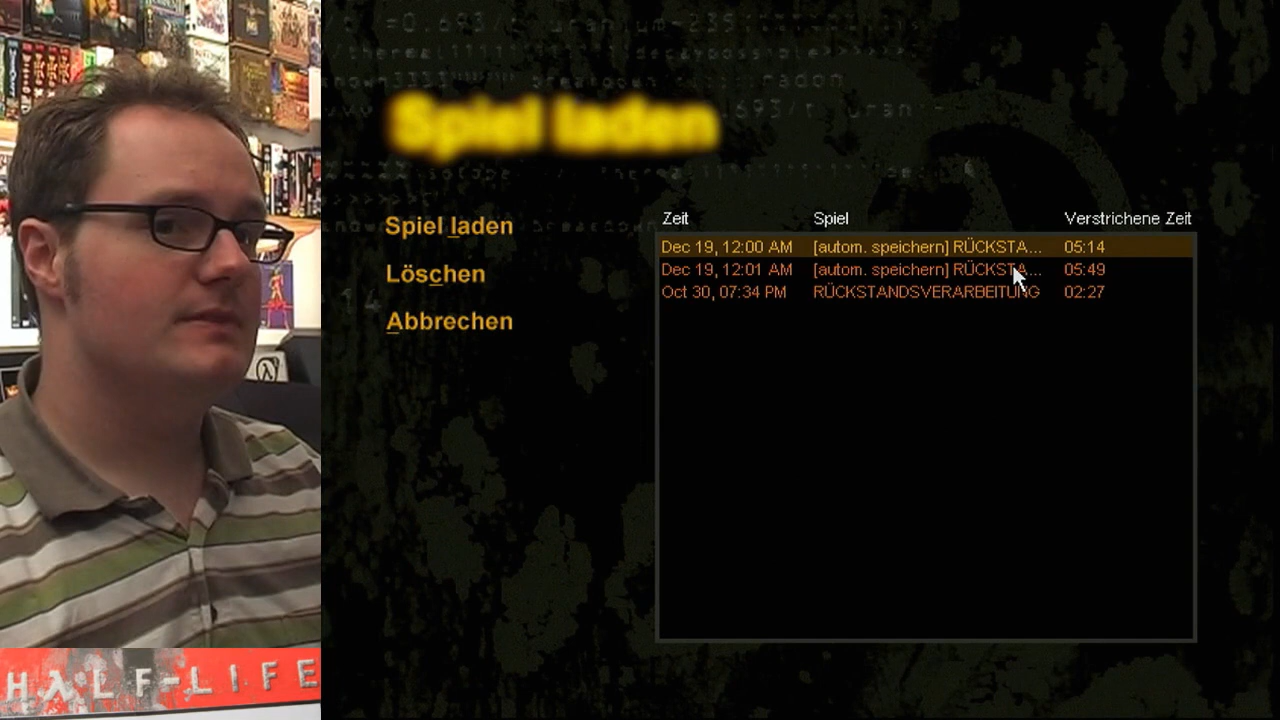 Spiel laden
Spiel laden
Löschen
Abbrechen
Zeit Spiel Verstrichene Zeit
Dec 19, 12:00 AM [autom. speichern] RÜCKSTA... 05:14
Dec 19, 12:01 AM [autom. speichern] RÜCKSTA... 05:49
Oct 30, 07:34 PM RÜCKSTANDSVERARBEITUNG 02:27
HALF-LIFE